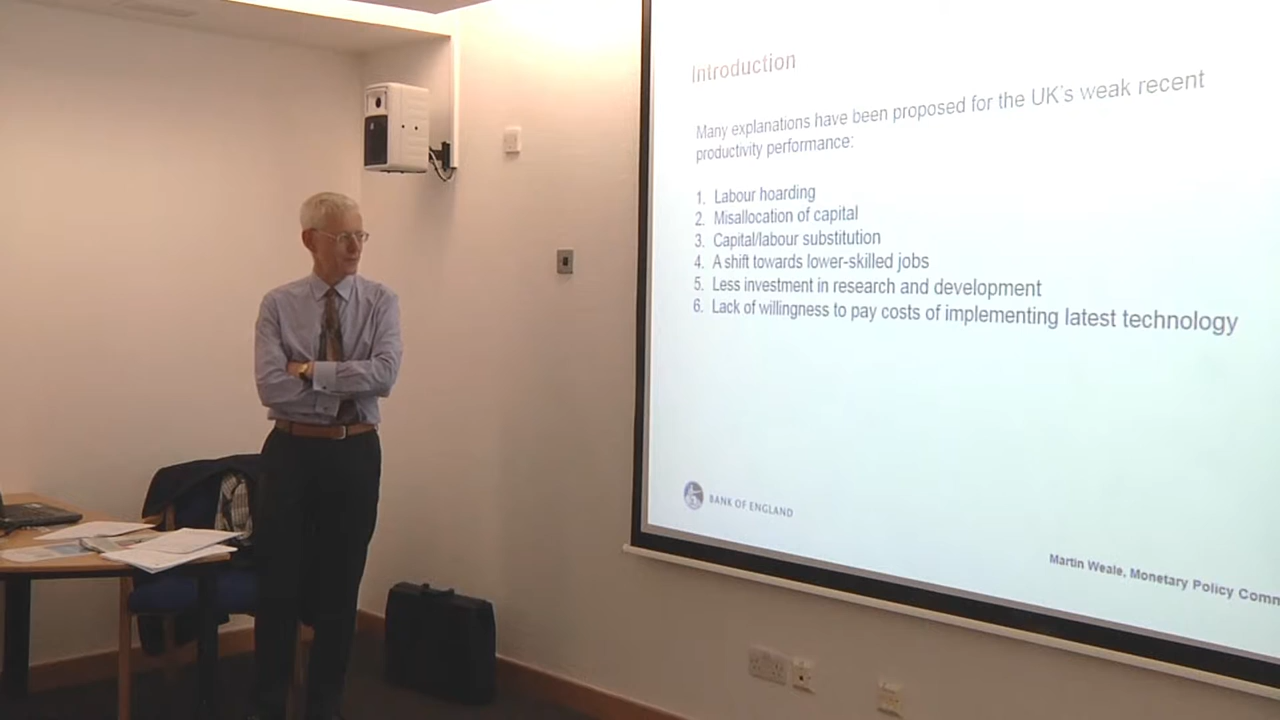 Introduction
Many explanations have been proposed for the UK's weak recent
productivity performance:
1. Labour hoarding
2. Misallocation of capital
3. Capital/labour substitution
4. A shift towards lower-skilled jobs
5. Less investment in research and development
6. Lack of willingness to pay costs of implementing latest technology
BANK OF ENGLAND
Martin Weale, Monetary Policy Comm